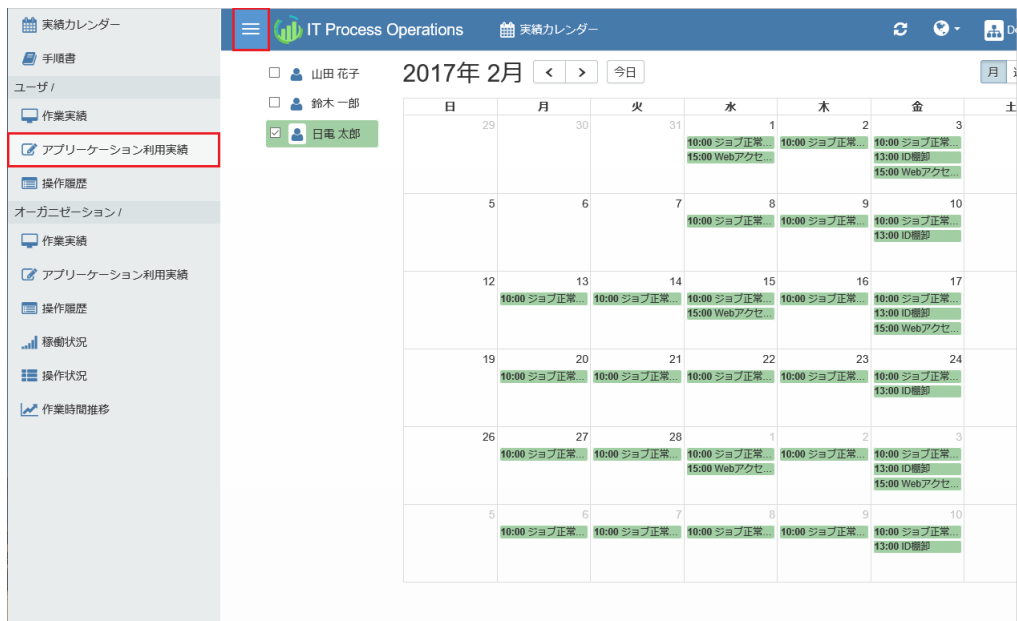 実績カレンダー
手順書
ユーザ /
作業実績
アプリーケーション利用実績
操作履歴
オーガニゼーション /
作業実績
アプリーケーション利用実績
操作履歴
稼働状況
操作状況
作業時間推移
IT Process Operations 実績カレンダー
山田 花子
鈴木 一郎
日電 太郎
2017年 2月 < > 今日 月
日 月 火 水 木 金 土
29 30 31 1 2 3
10:00 ジョブ正常... 10:00 ジョブ正常... 10:00 ジョブ正常...
15:00 Webアクセ... 13:00 ID棚卸
15:00 Webアクセ...
5 6 7 8 9 10
10:00 ジョブ正常... 10:00 ジョブ正常... 10:00 ジョブ正常...
13:00 ID棚卸
12 13 14 15 16 17
10:00 ジョブ正常... 10:00 ジョブ正常... 10:00 ジョブ正常... 10:00 ジョブ正常... 10:00 ジョブ正常...
15:00 Webアクセ... 13:00 ID棚卸
15:00 Webアクセ...
19 20 21 22 23 24
10:00 ジョブ正常... 10:00 ジョブ正常... 10:00 ジョブ正常... 10:00 ジョブ正常... 10:00 ジョブ正常...
13:00 ID棚卸
26 27 28 1 2 3
10:00 ジョブ正常... 10:00 ジョブ正常... 10:00 ジョブ正常... 10:00 ジョブ正常... 10:00 ジョブ正常...
15:00 Webアクセ... 13:00 ID棚卸
15:00 Webアクセ...
5 6 7 8 9 10
10:00 ジョブ正常... 10:00 ジョブ正常... 10:00 ジョブ正常... 10:00 ジョブ正常... 10:00 ジョブ正常...
13:00 ID棚卸